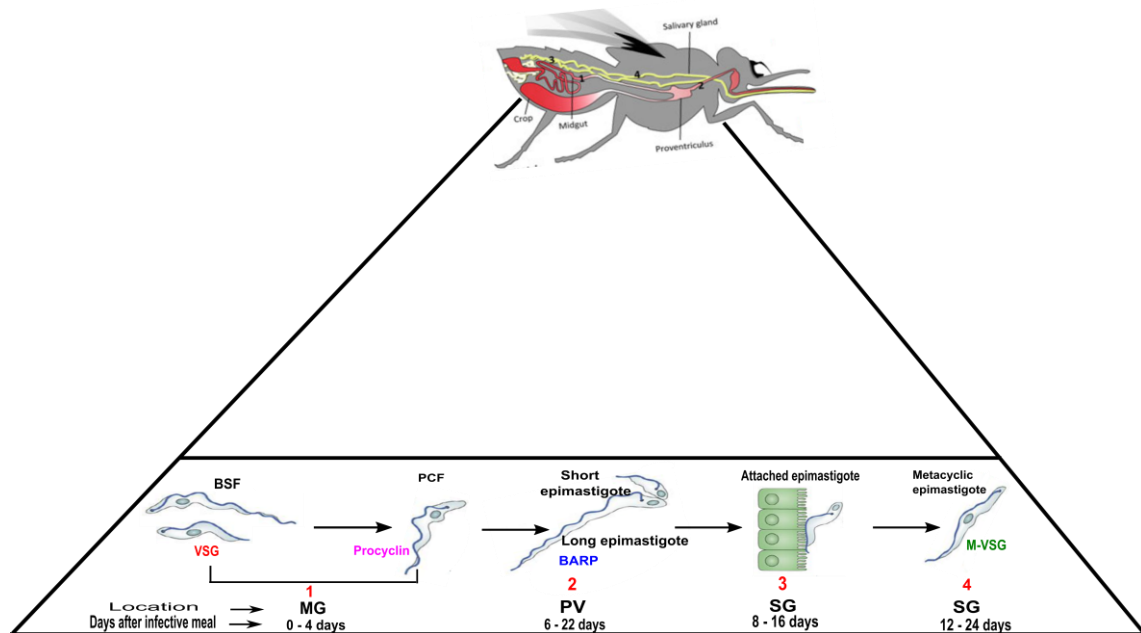 Salivary gland
3
4
1
2
Crop
Midgut
Proventriculus
BSF
VSG
PCF
Procyclin
Short
epimastigote
Long epimastigote
BARP
Attached epimastigote
Metacyclic
epimastigote
M-VSG
1
2
3
4
Location
MG
PV
SG
SG
Days after infective meal
0 - 4 days
6 - 22 days
8 - 16 days
12 - 24 days